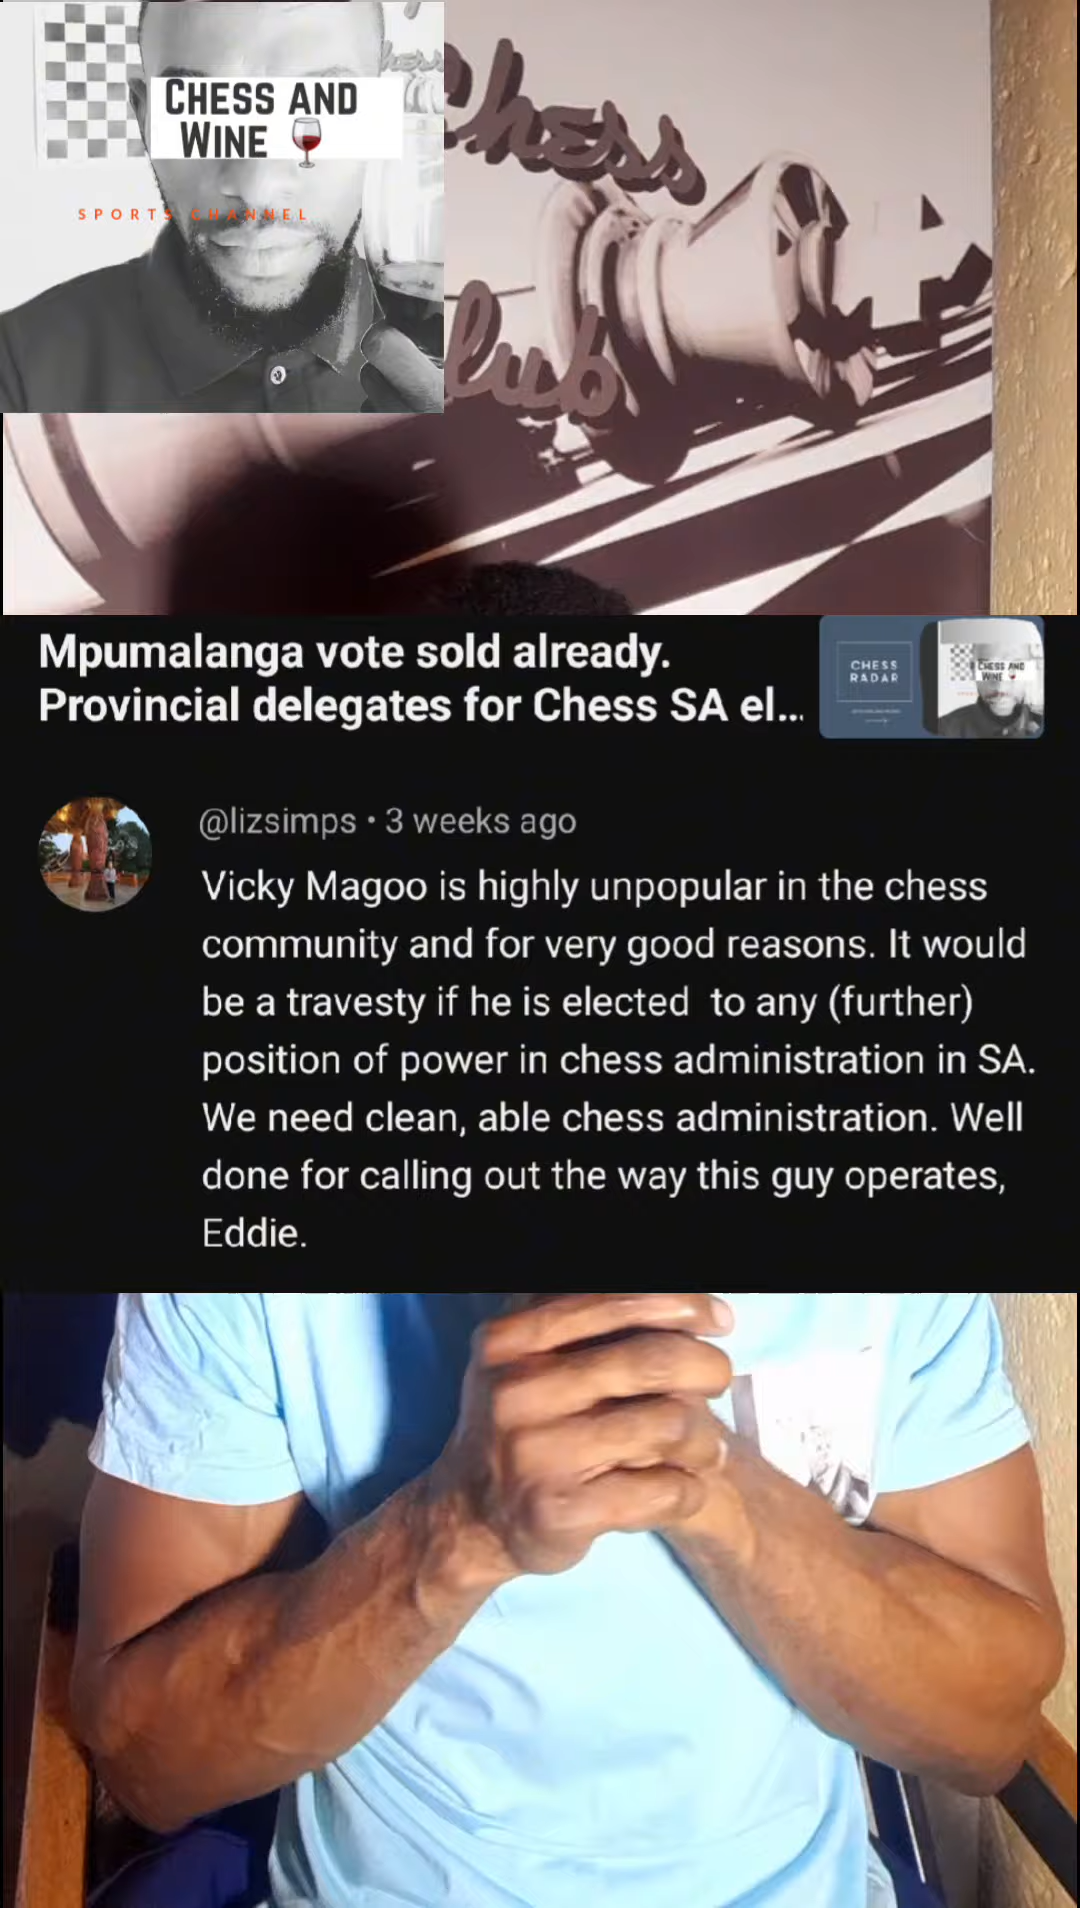 CHESS AND
WINE
SPORTS CHANNEL
Chess
lub
Mpumalanga vote sold already.
Provincial delegates for Chess SA el...
CHESS
RADAR
CHESS AND
WINE
@lizsimps • 3 weeks ago
Vicky Magoo is highly unpopular in the chess
community and for very good reasons. It would
be a travesty if he is elected to any (further)
position of power in chess administration in SA.
We need clean, able chess administration. Well
done for calling out the way this guy operates,
Eddie.